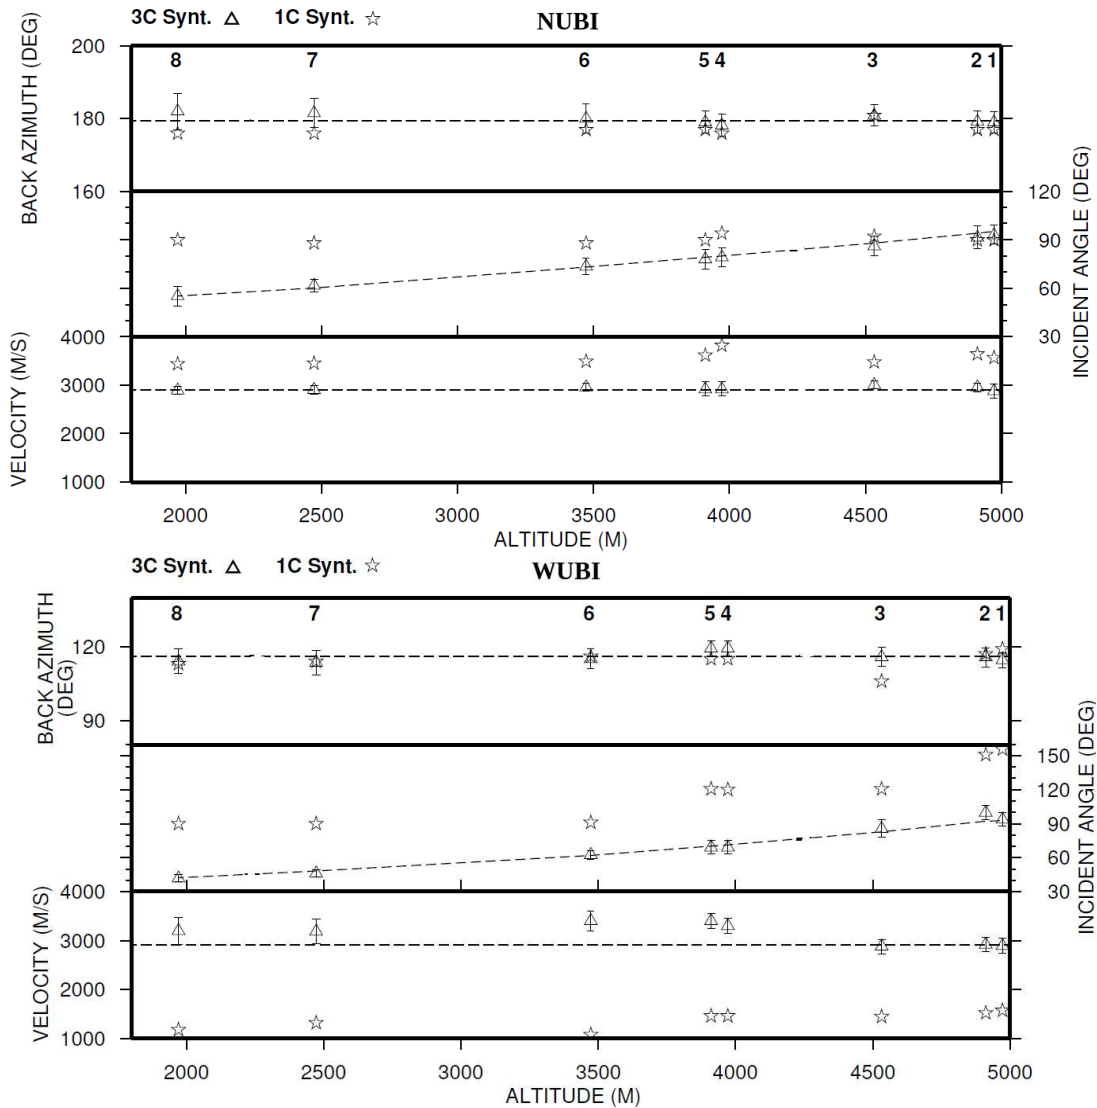 3C Synt. △ 1C Synt. ☆ NUBI
BACK AZIMUTH (DEG)
200
180
160
8 7 6 5 4 3 2 1
INCIDENT ANGLE (DEG)
120
90
60
30
VELOCITY (M/S)
4000
3000
2000
1000
2000 2500 3000 3500 4000 4500 5000
ALTITUDE (M)
3C Synt. △ 1C Synt. ☆ WUBI
BACK AZIMUTH
(DEG)
120
90
8 7 6 5 4 3 2 1
INCIDENT ANGLE (DEG)
150
120
90
60
30
VELOCITY (M/S)
4000
3000
2000
1000
2000 2500 3000 3500 4000 4500 5000
ALTITUDE (M)